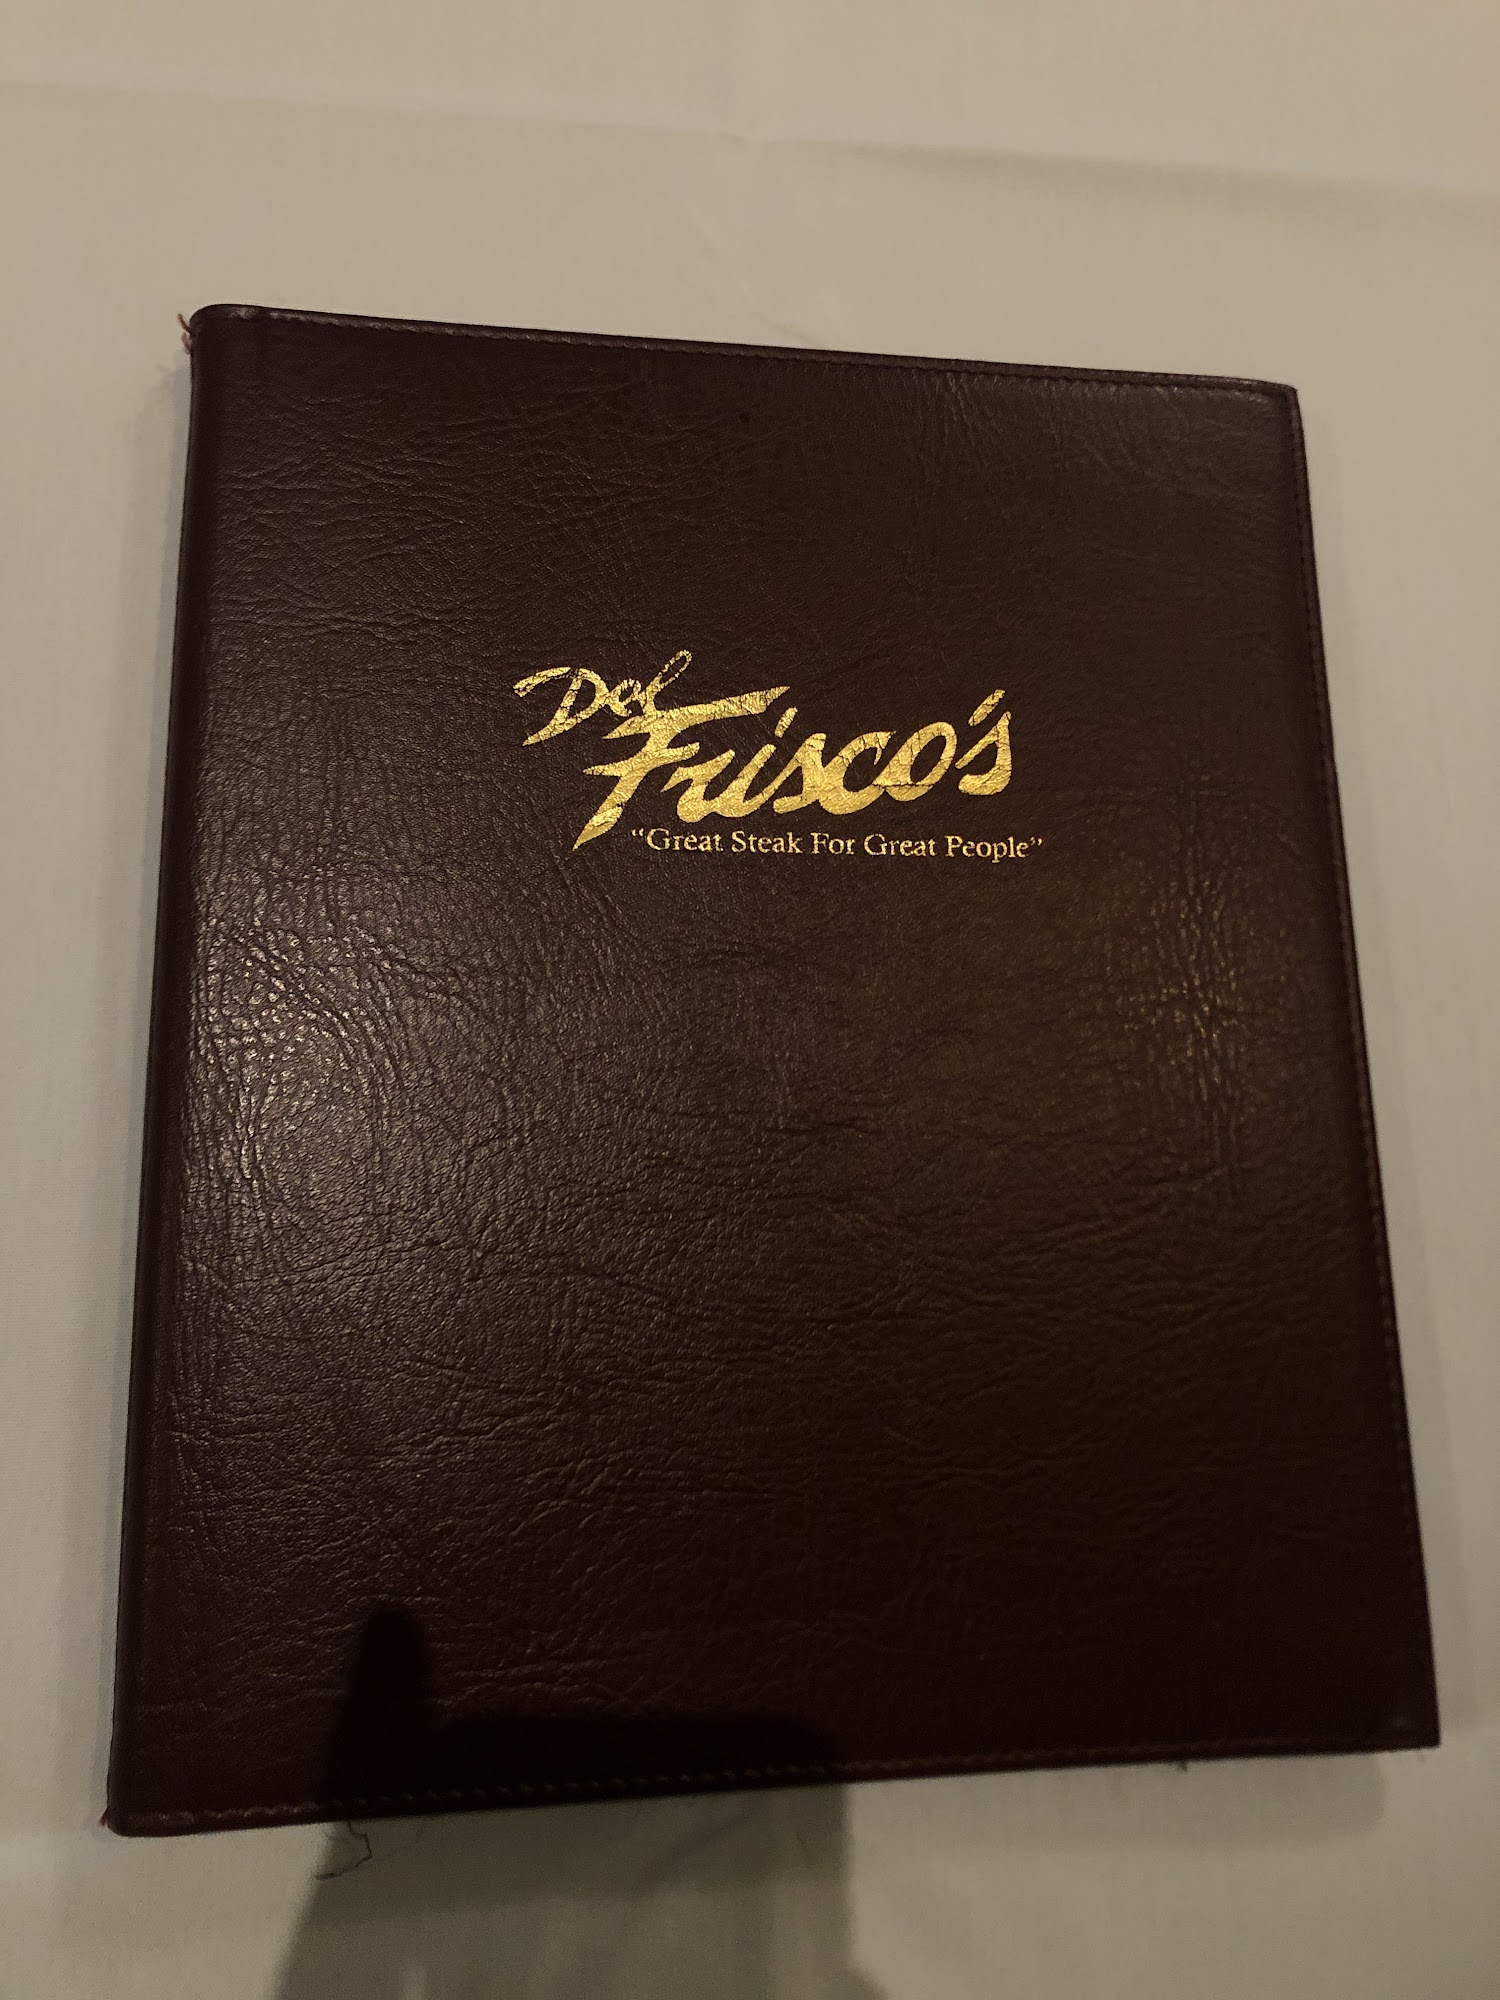 Del
Frisco's
“Great Steak For Great People”